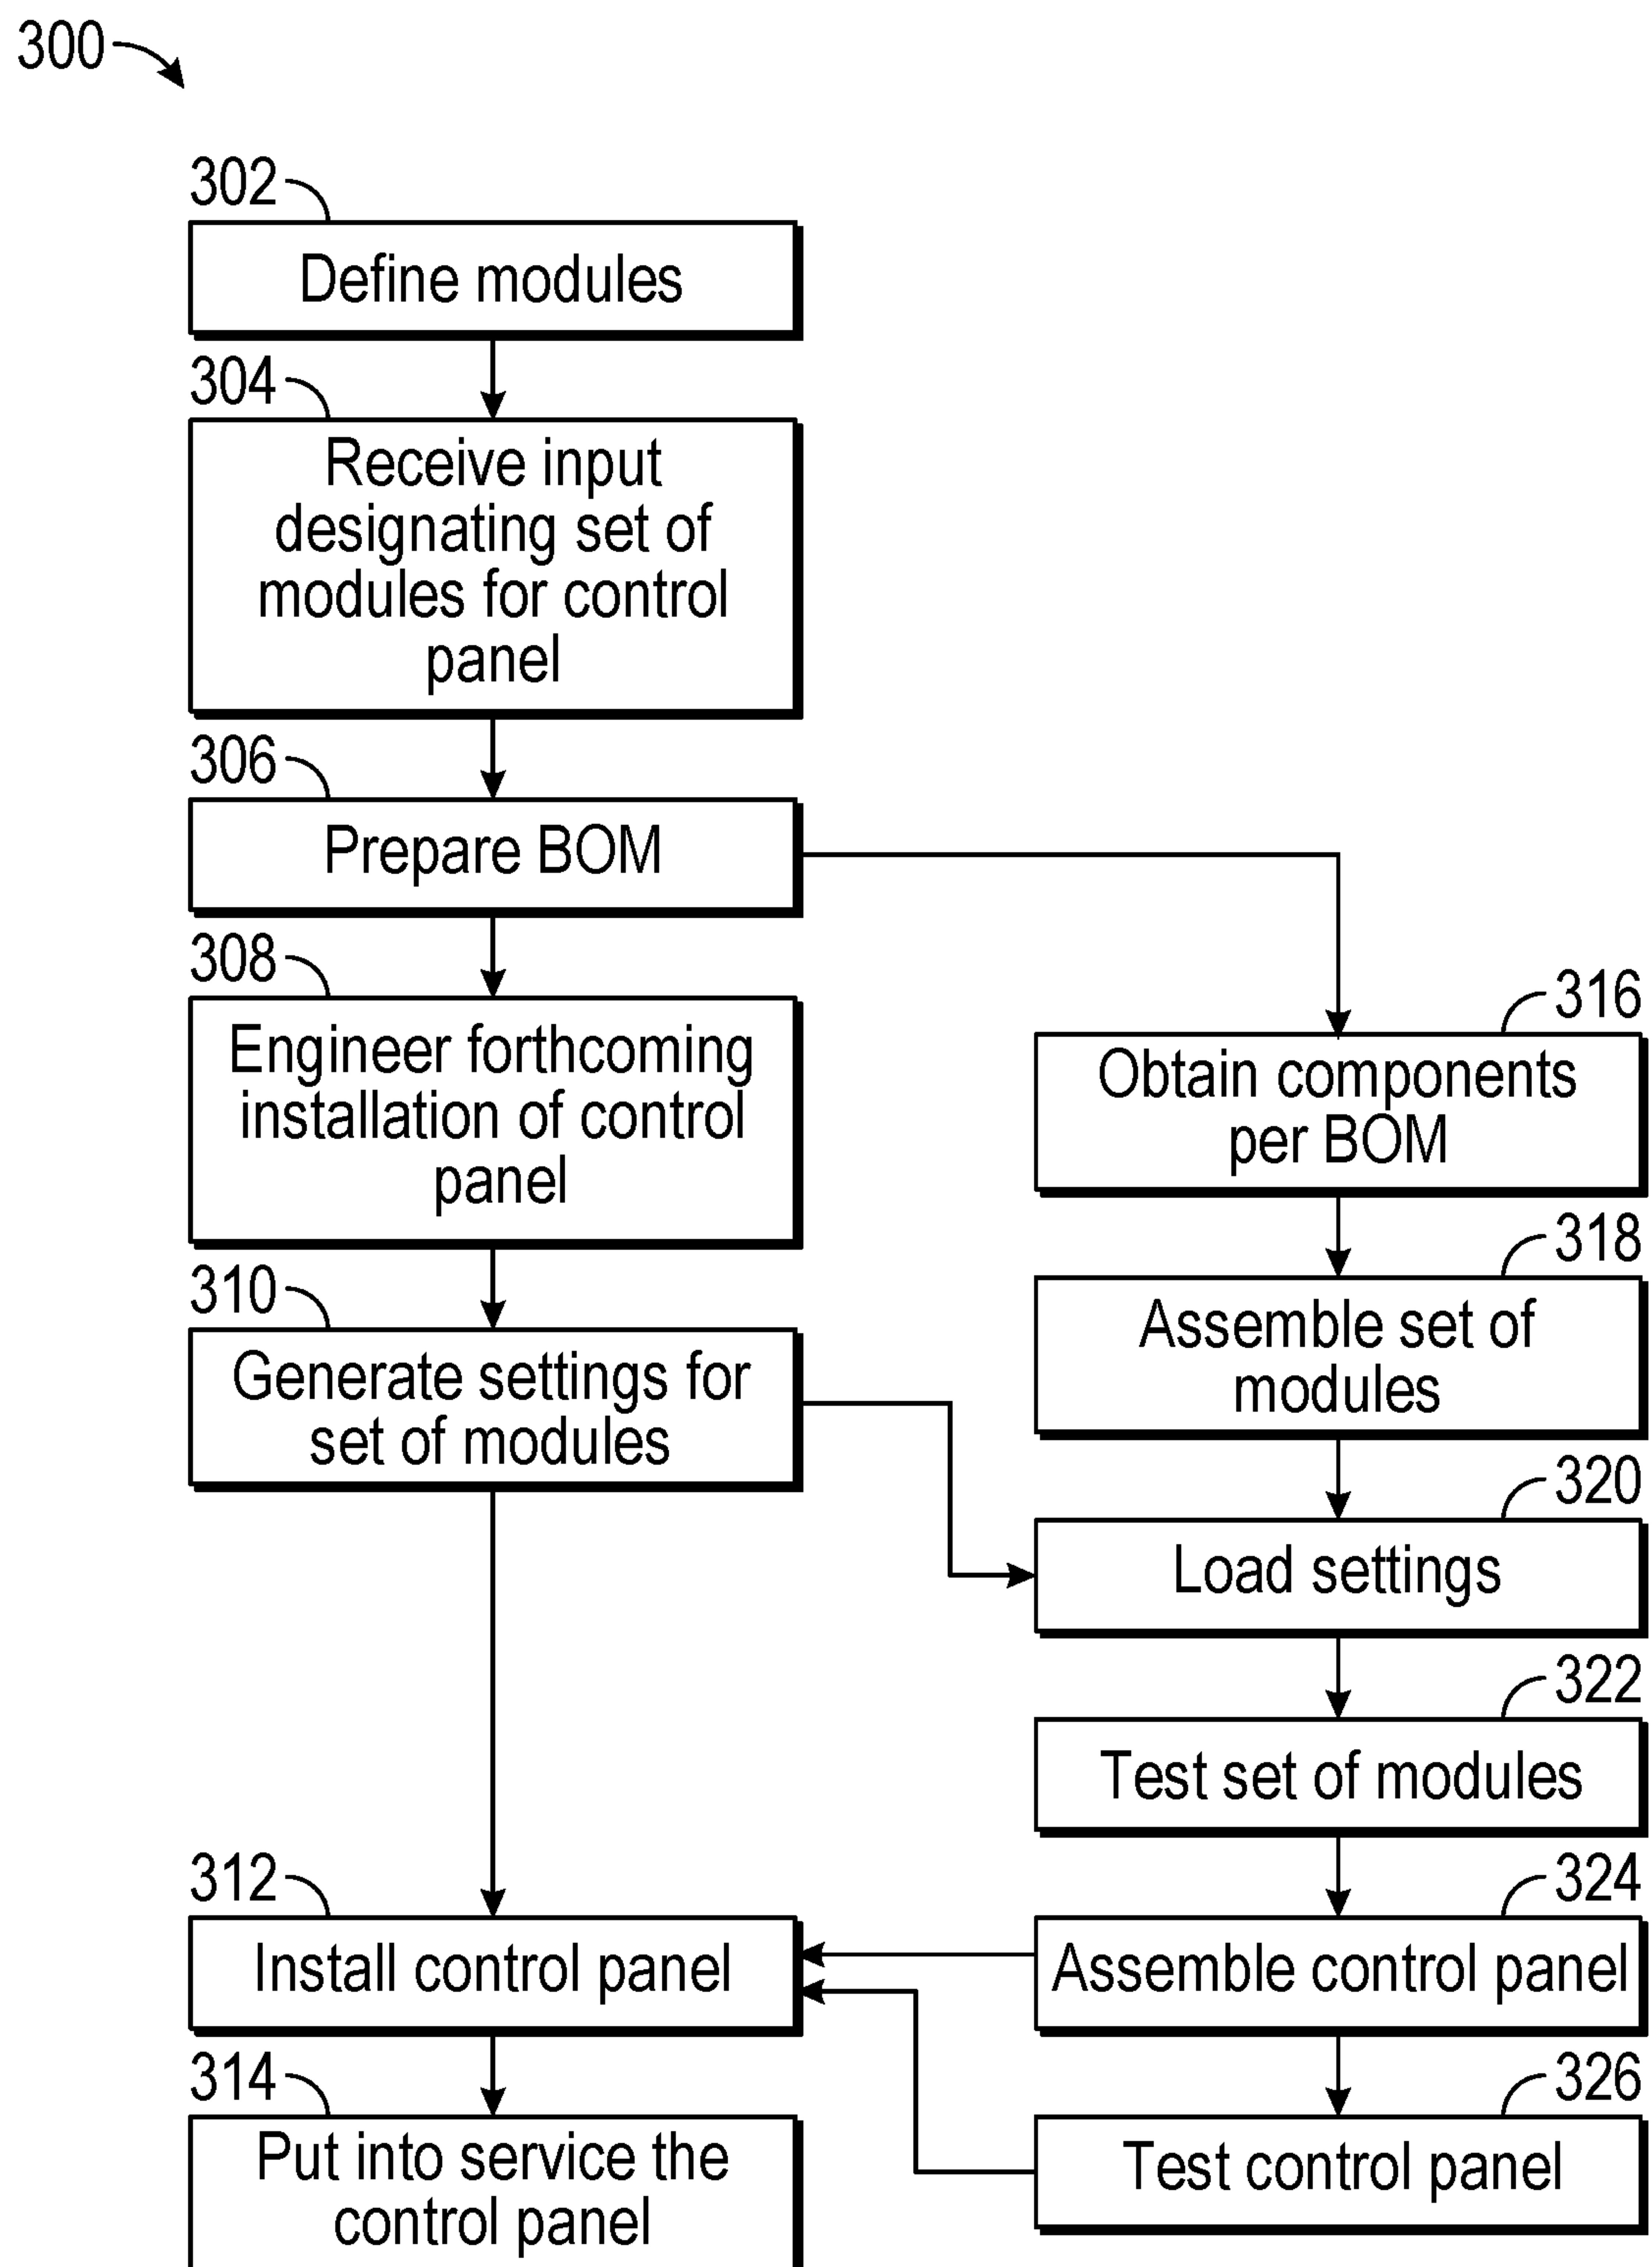 300
302
Define modules
304
Receive input
designating set of
modules for control
panel
306
Prepare BOM
308
Engineer forthcoming
installation of control
panel
310
Generate settings for
set of modules
312
Install control panel
314
Put into service the
control panel
316
Obtain components
per BOM
318
Assemble set of
modules
320
Load settings
322
Test set of modules
324
Assemble control panel
326
Test control panel